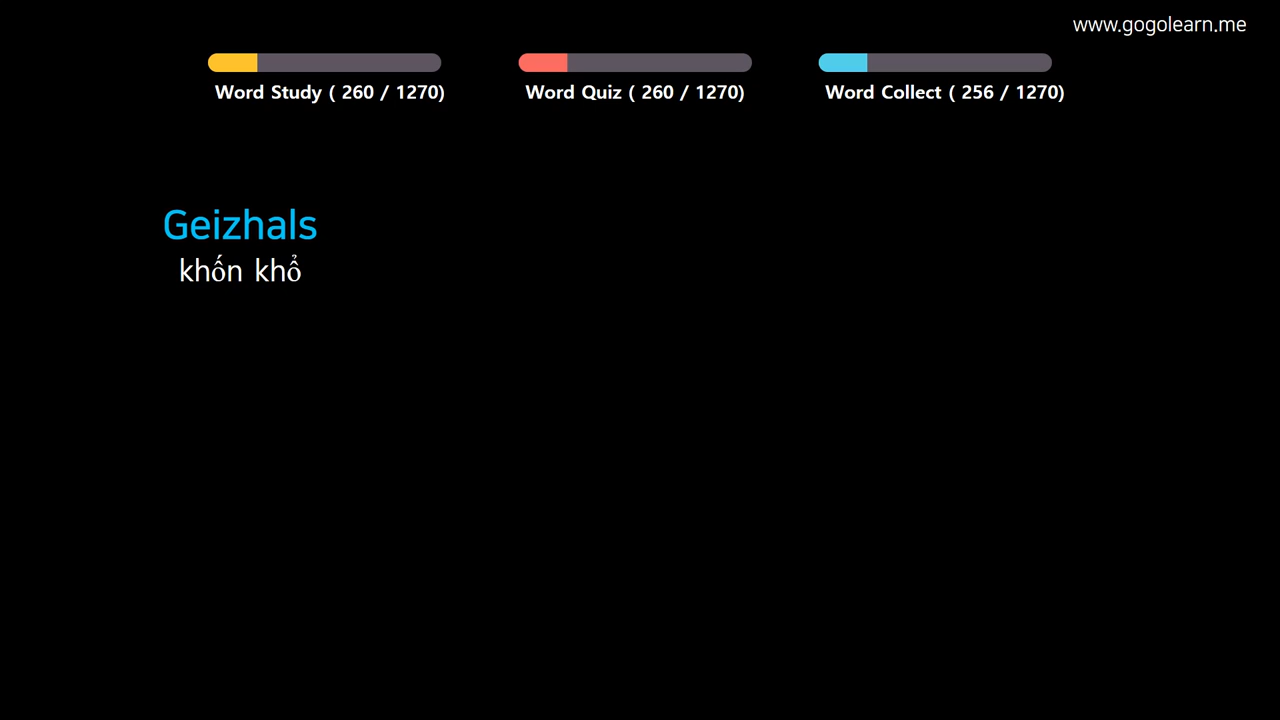 www.gogolearn.me
Word Study ( 260 / 1270)
Word Quiz ( 260 / 1270)
Word Collect ( 256 / 1270)
Geizhals
khốn khổ